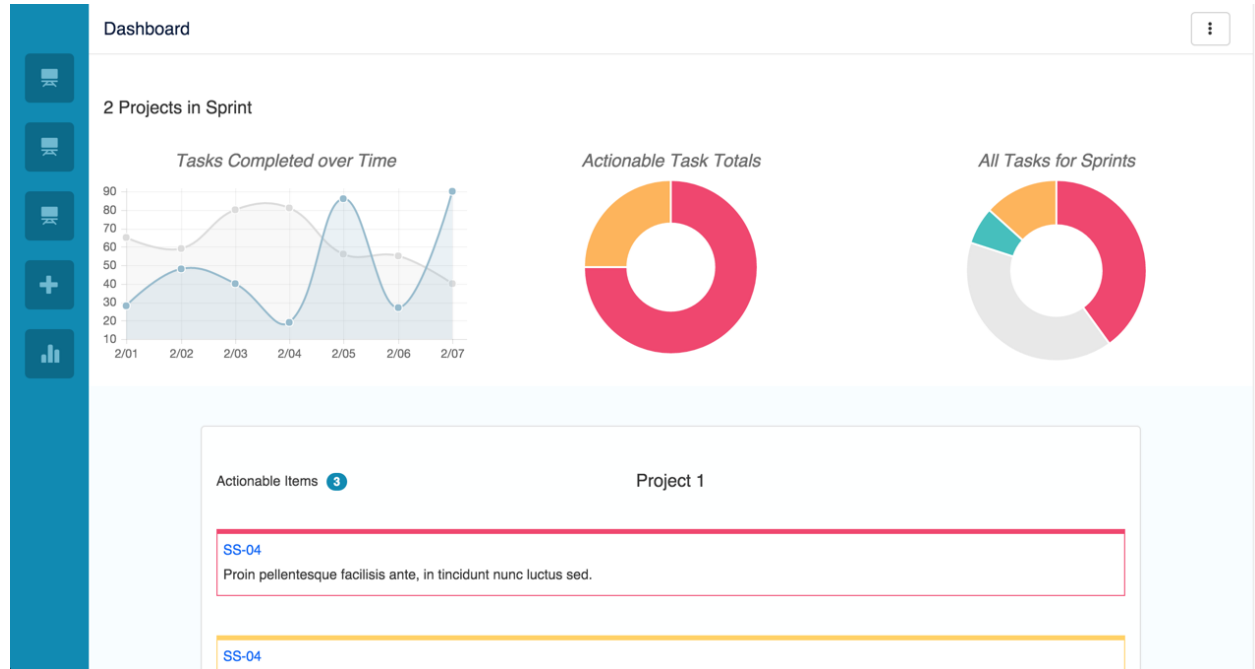 Dashboard
2 Projects in Sprint
Tasks Completed over Time
90
80
70
60
50
40
30
20
10
2/01 2/02 2/03 2/04 2/05 2/06 2/07
Actionable Task Totals
All Tasks for Sprints
Actionable Items 3
Project 1
SS-04
Proin pellentesque facilisis ante, in tincidunt nunc luctus sed.
SS-04